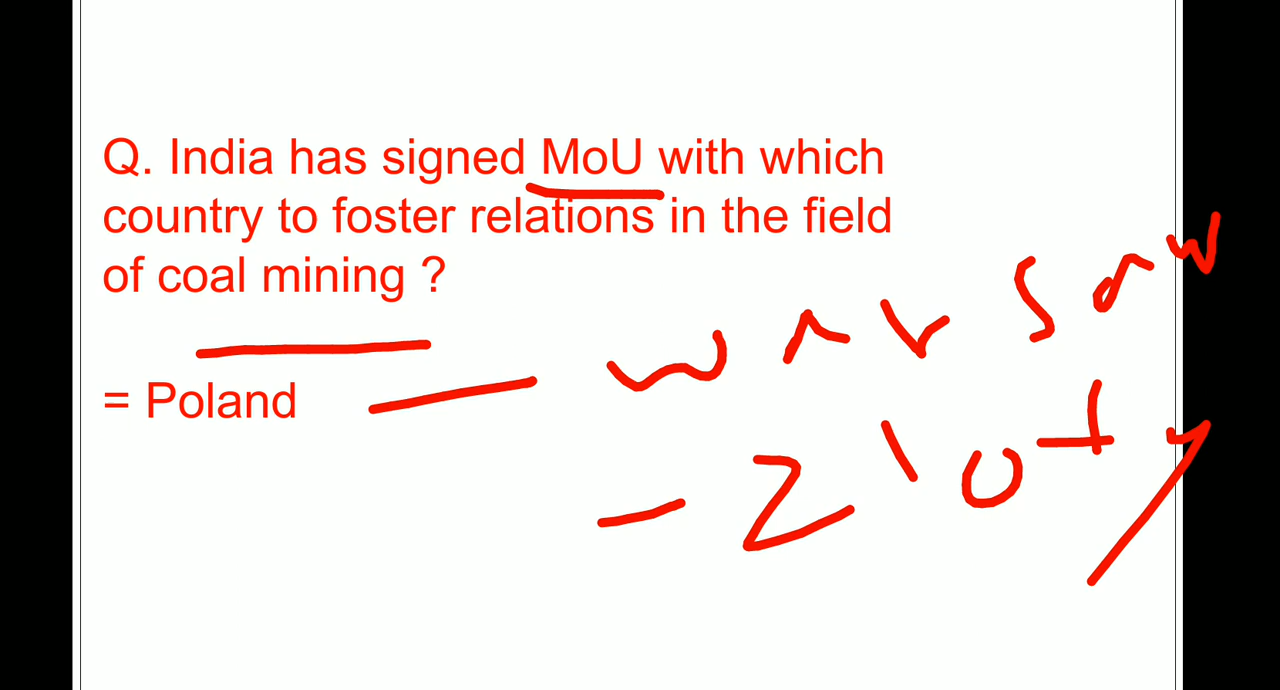 Q. India has signed MoU with which
country to foster relations in the field
of coal mining ?
= Poland — warsaw
- Zloty